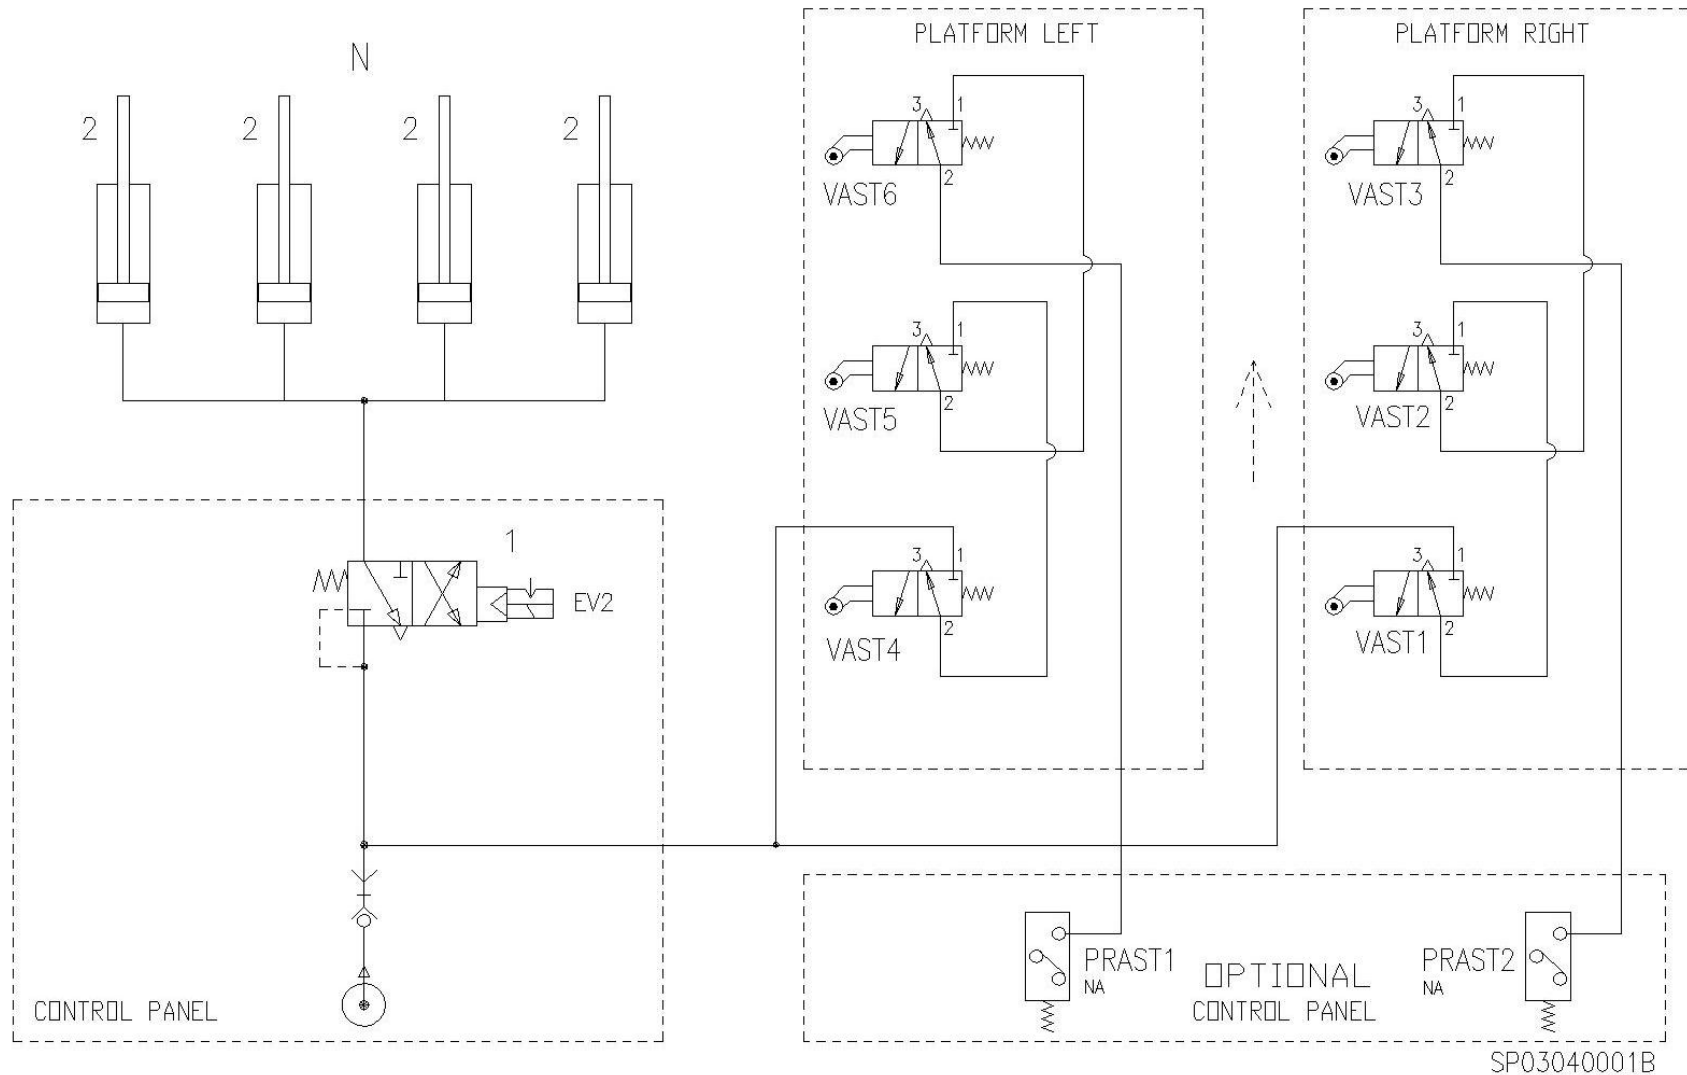 PLATFORM LEFT
PLATFORM RIGHT
N
2
2
2
2
3
1
2
VAST6
3
1
2
VAST3
3
1
2
VAST5
3
1
2
VAST2
1
EV2
3
1
2
VAST4
3
1
2
VAST1
CONTROL PANEL
PRAST1
NA
OPTIONAL
CONTROL PANEL
PRAST2
NA
SP03040001B